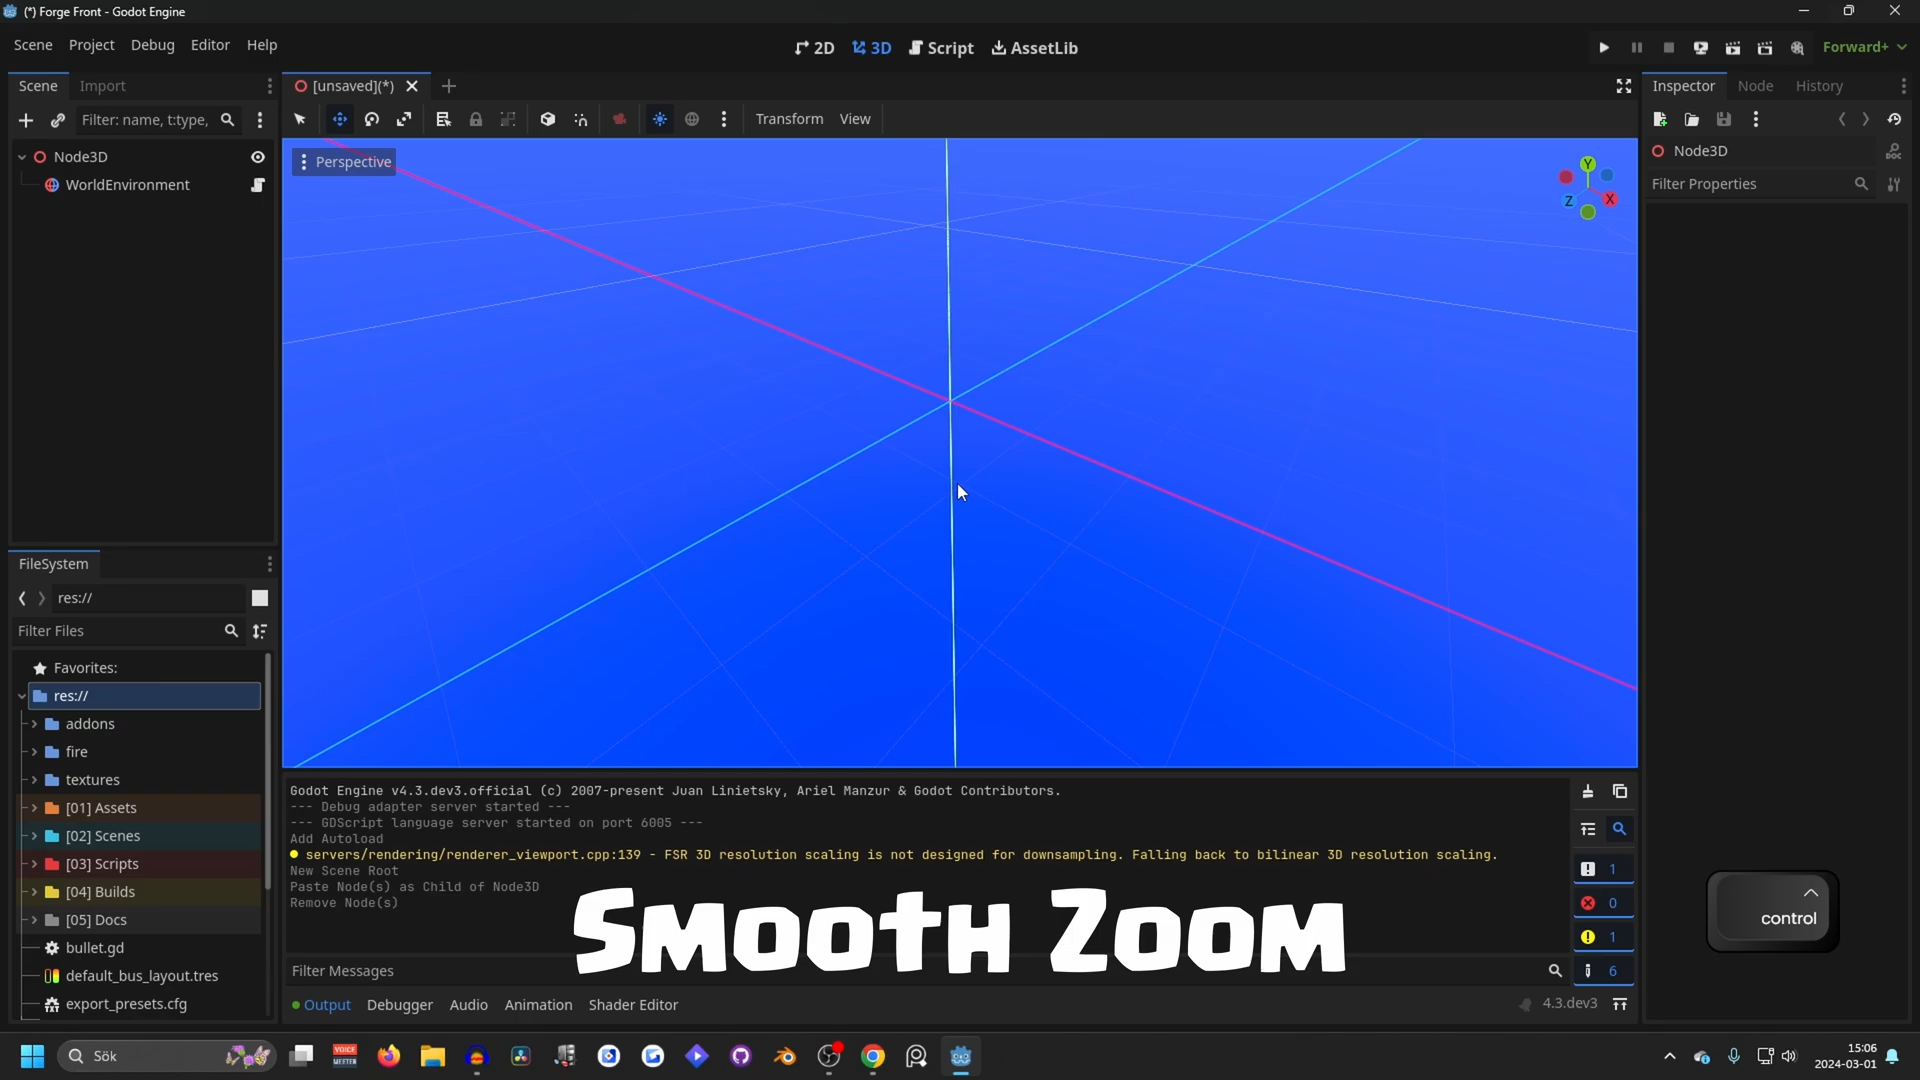 (*) Forge Front - Godot Engine
Scene Project Debug Editor Help
2D 3D Script AssetLib
Forward+
Scene Import
[unsaved](*)
Inspector Node History
Filter: name, t:type,
Transform View
Node3D
WorldEnvironment
Perspective
Y
X
Z
Node3D
Filter Properties
FileSystem
res://
Filter Files
Favorites:
res://
addons
fire
textures
[01] Assets
[02] Scenes
[03] Scripts
[04] Builds
[05] Docs
bullet.gd
default_bus_layout.tres
export_presets.cfg
Godot Engine v4.3.dev3.official (c) 2007-present Juan Linietsky, Ariel Manzur & Godot Contributors.
--- Debug adapter server started ---
--- GDScript language server started on port 6005 ---
Add Autoload
servers/rendering/renderer_viewport.cpp:139 - FSR 3D resolution scaling is not designed for downsampling. Falling back to bilinear 3D resolution scaling.
New Scene Root
Paste Node(s) as Child of Node3D
Remove Node(s)
1
0
1
6
Smooth Zoom
control
Filter Messages
Output Debugger Audio Animation Shader Editor
4.3.dev3
Sök
VOICE
MEETER
15:06
2024-03-01